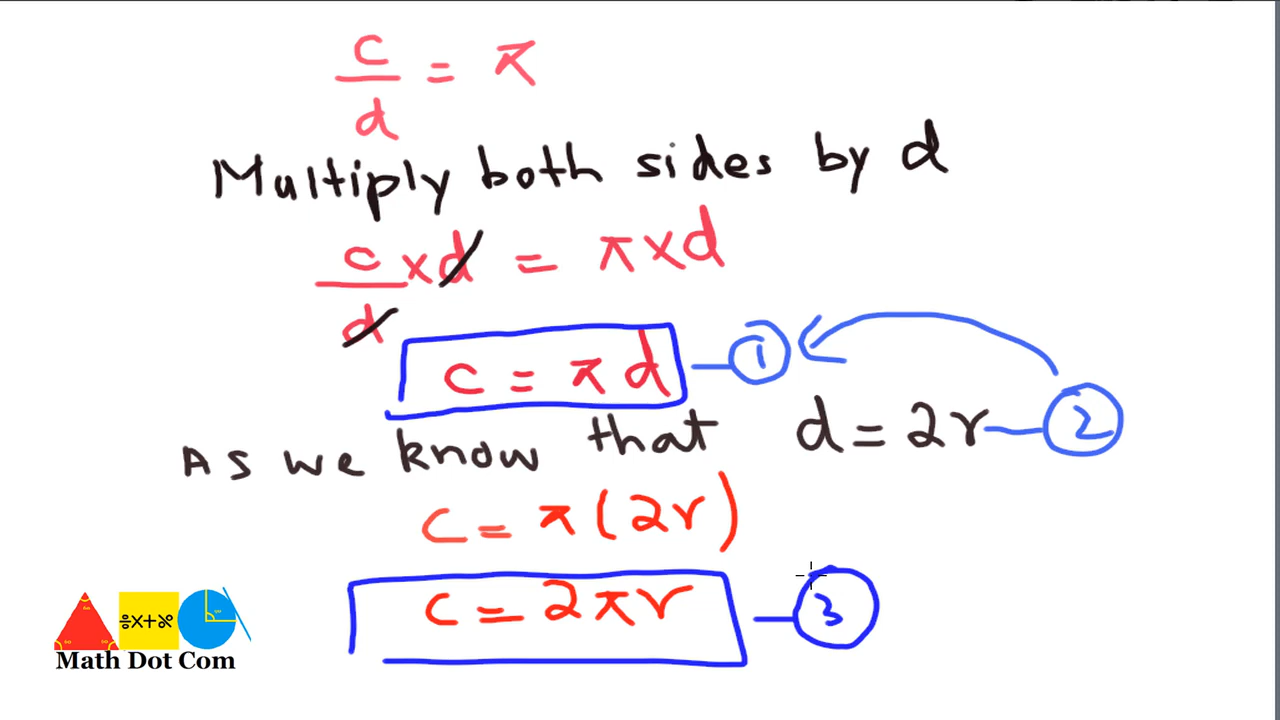 c/d = π
Multiply both sides by d
c/d × d = π × d
c = πd — 1
As we know that d = 2r — 2
c = π(2r)
c = 2πr — 3
÷×+%
Math Dot Com